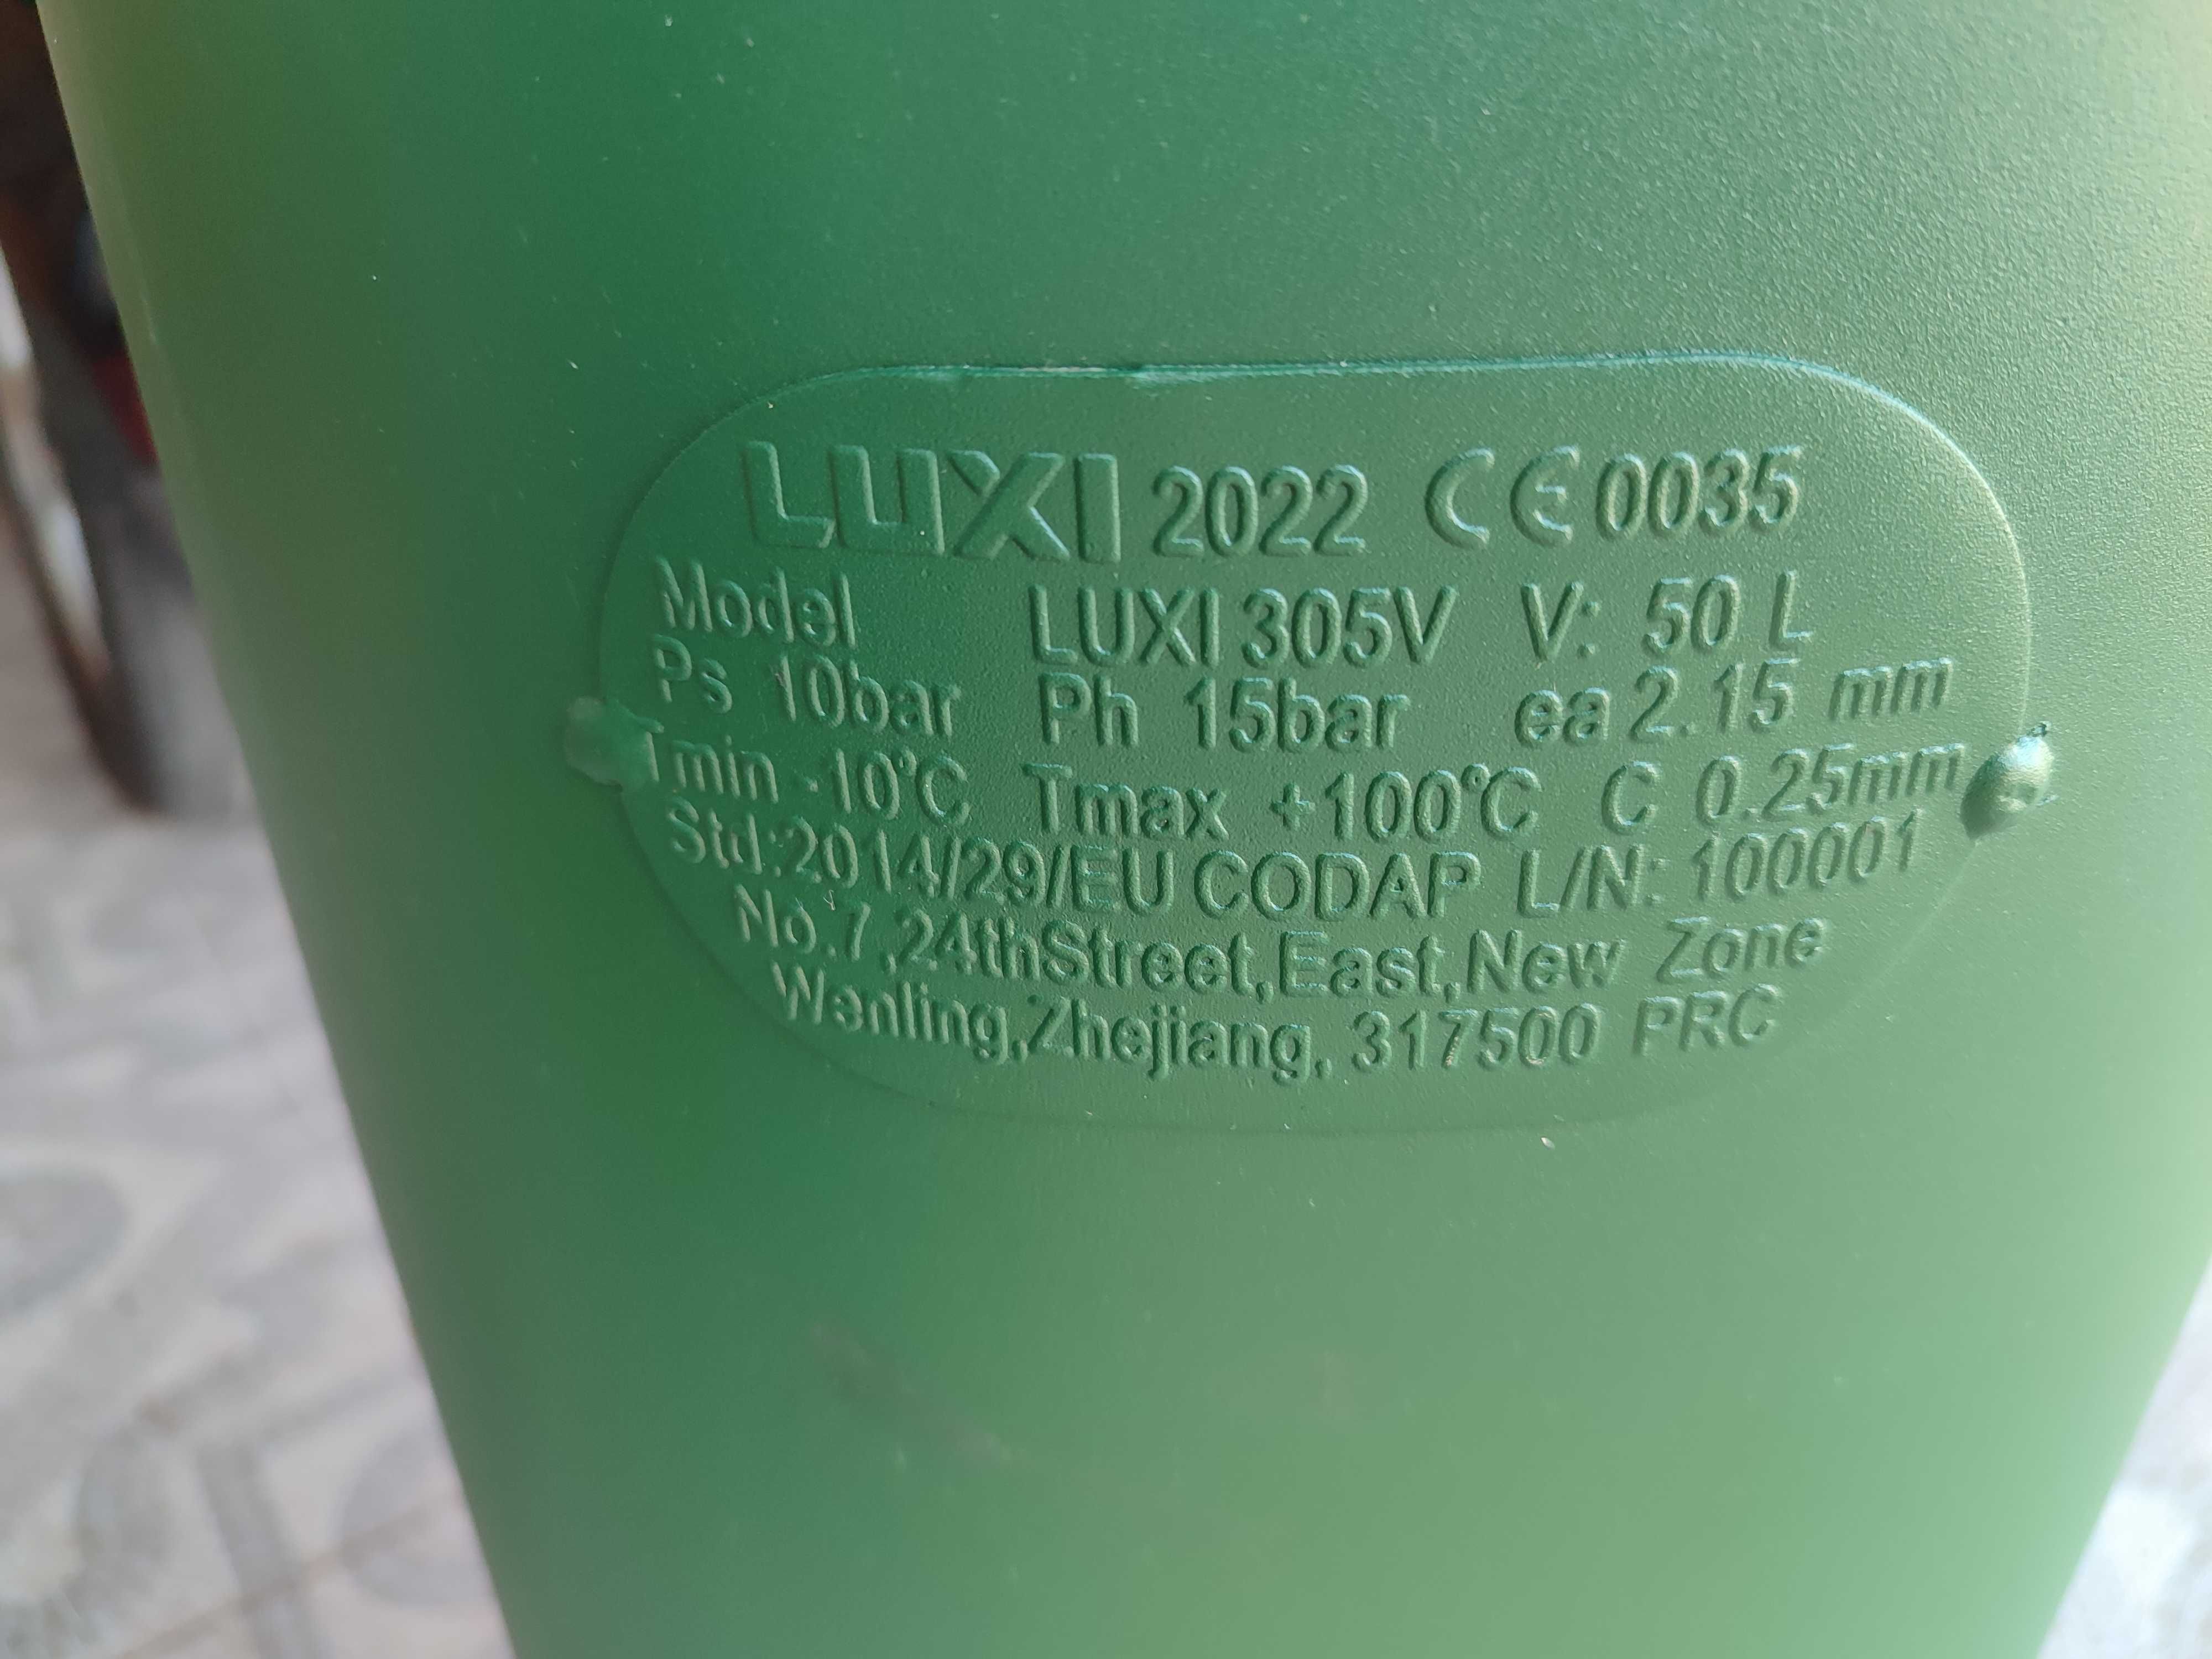 LUXI 2022 CE 0035
Model LUXI 305V V: 50 L
Ps 10bar Ph 15bar ea 2.15 mm
Tmin -10°C Tmax +100°C C 0.25mm
Std:2014/29/EU CODAP L/N: 100001
No.7,24thStreet,East,New Zone
Wenling,Zhejiang, 317500 PRC